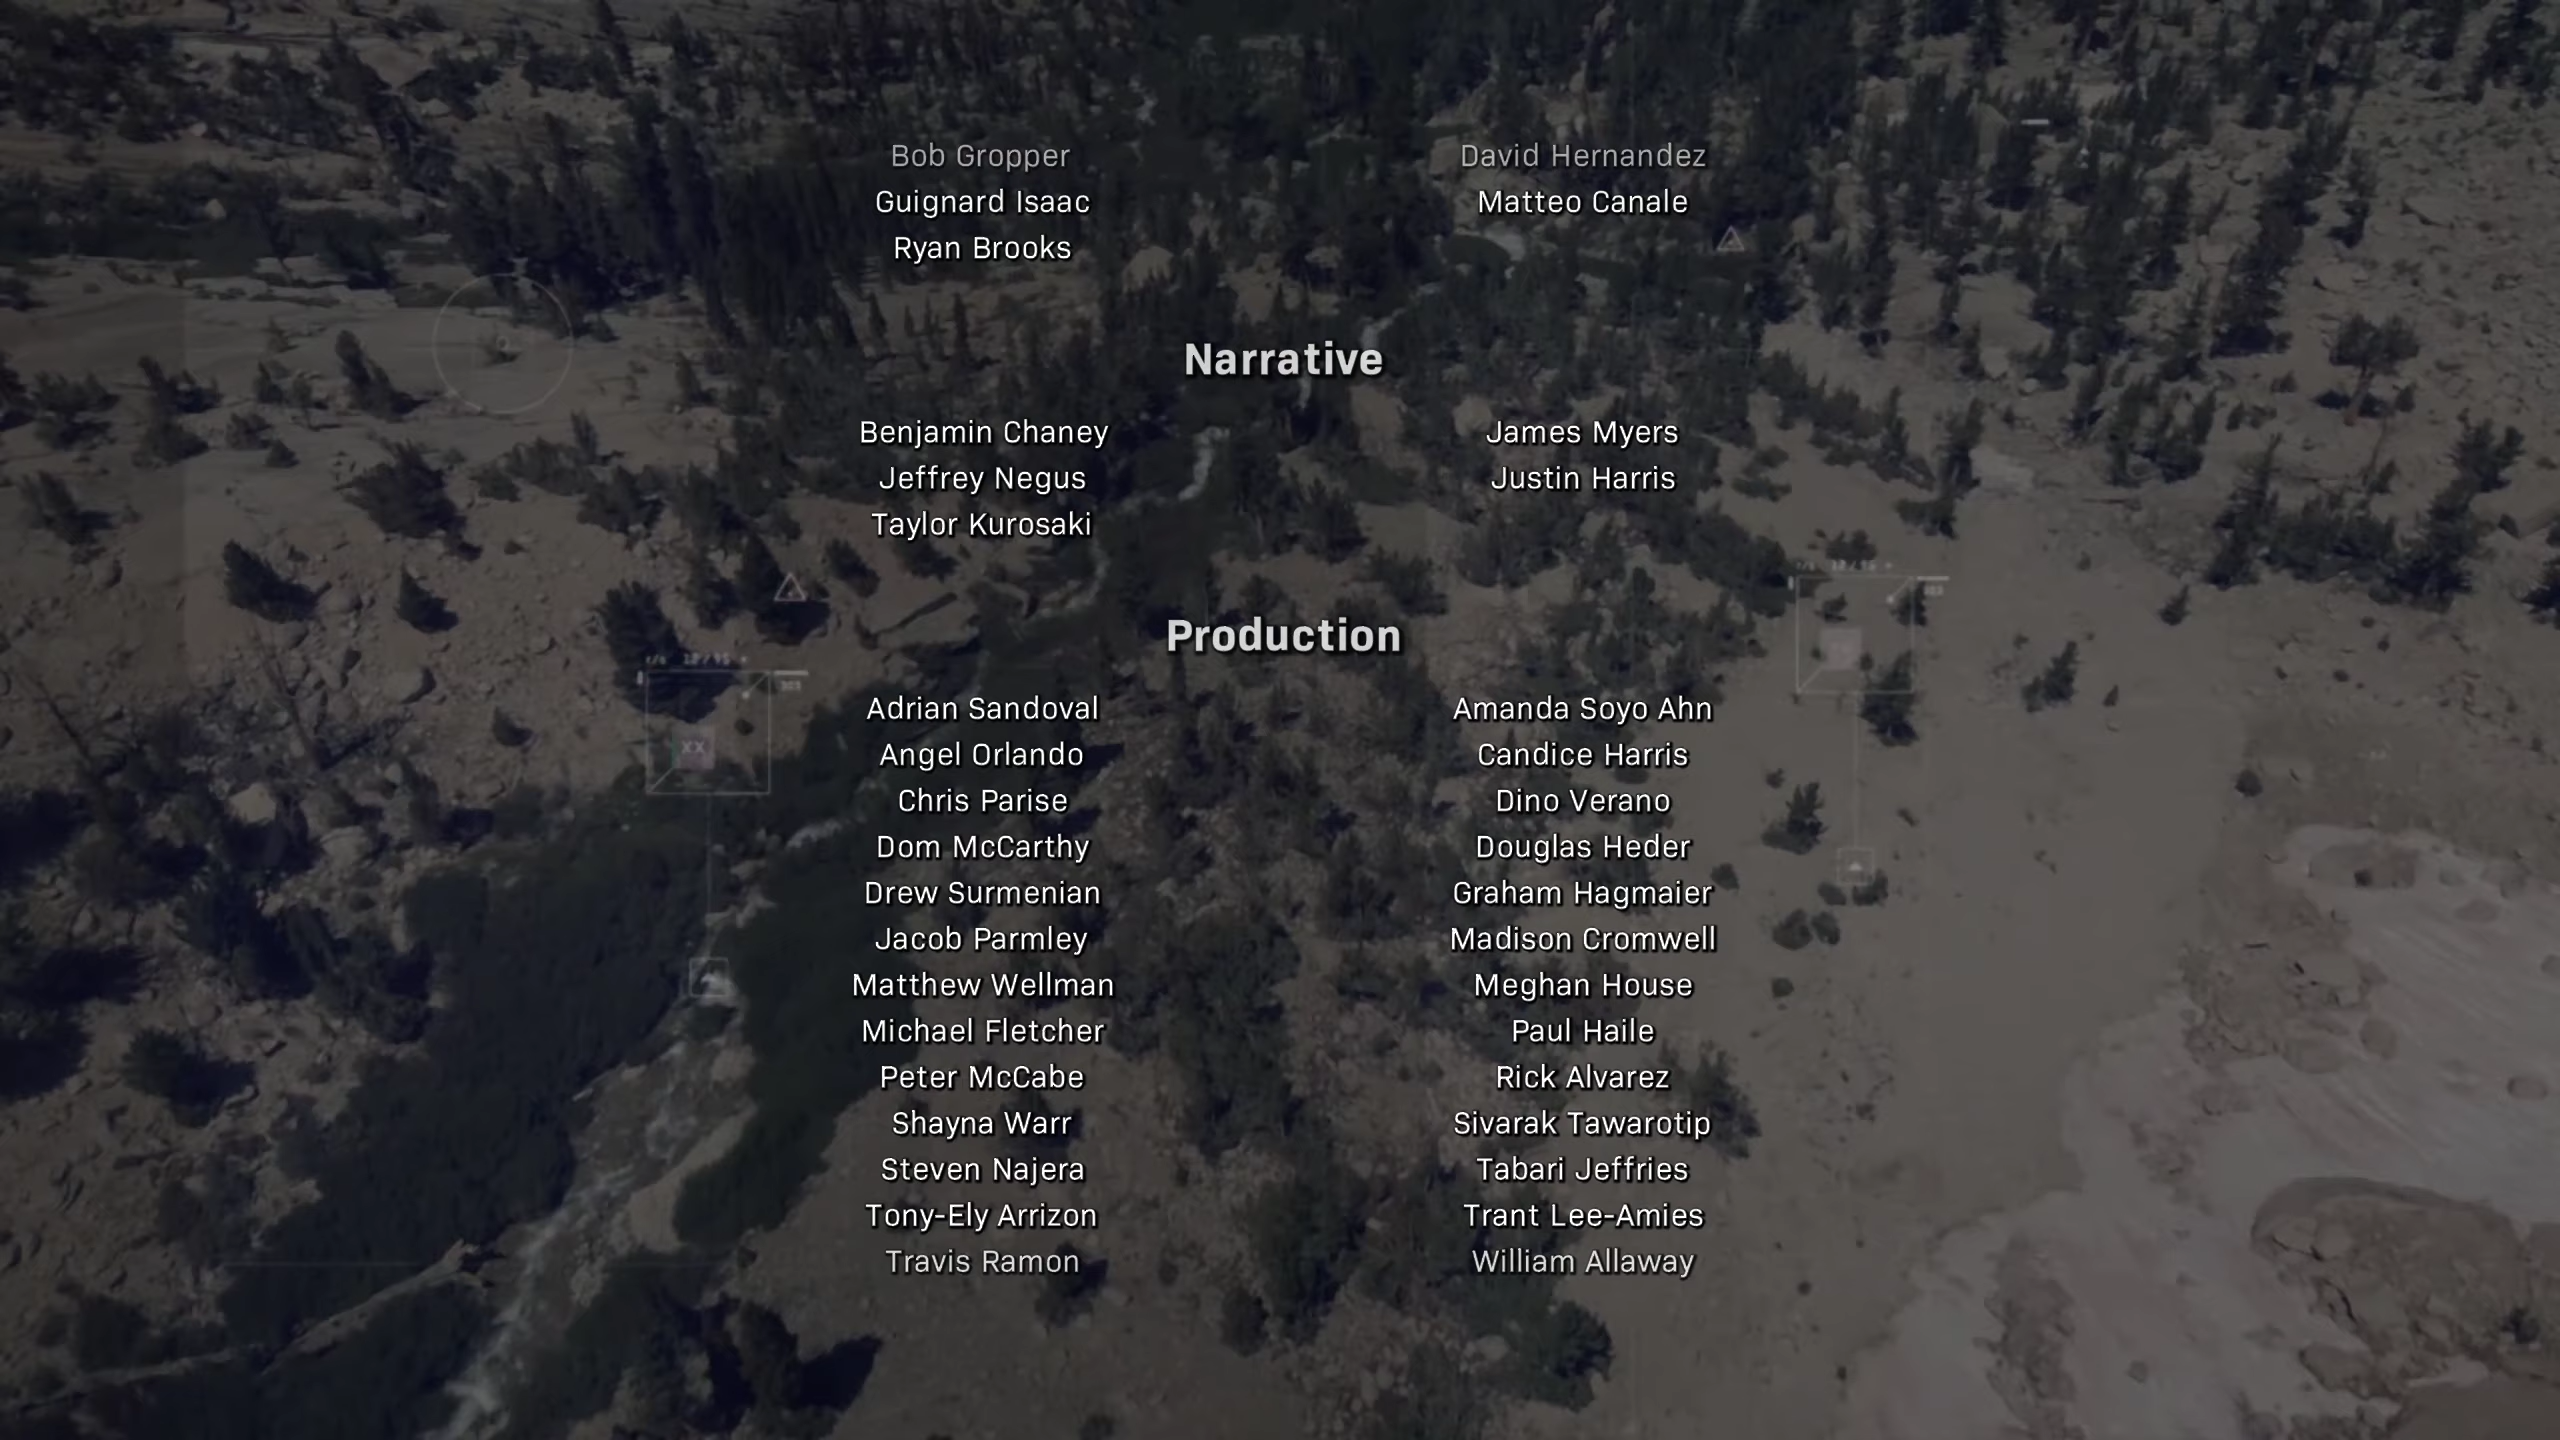 Bob Gropper David Hernandez
Guignard Isaac Matteo Canale
Ryan Brooks
Narrative
Benjamin Chaney James Myers
Jeffrey Negus Justin Harris
Taylor Kurosaki
Production
Adrian Sandoval Amanda Soyo Ahn
Angel Orlando Candice Harris
Chris Parise Dino Verano
Dom McCarthy Douglas Heder
Drew Surmenian Graham Hagmaier
Jacob Parmley Madison Cromwell
Matthew Wellman Meghan House
Michael Fletcher Paul Haile
Peter McCabe Rick Alvarez
Shayna Warr Sivarak Tawarotip
Steven Najera Tabari Jeffries
Tony-Ely Arrizon Trant Lee-Amies
Travis Ramon William Allaway
XX